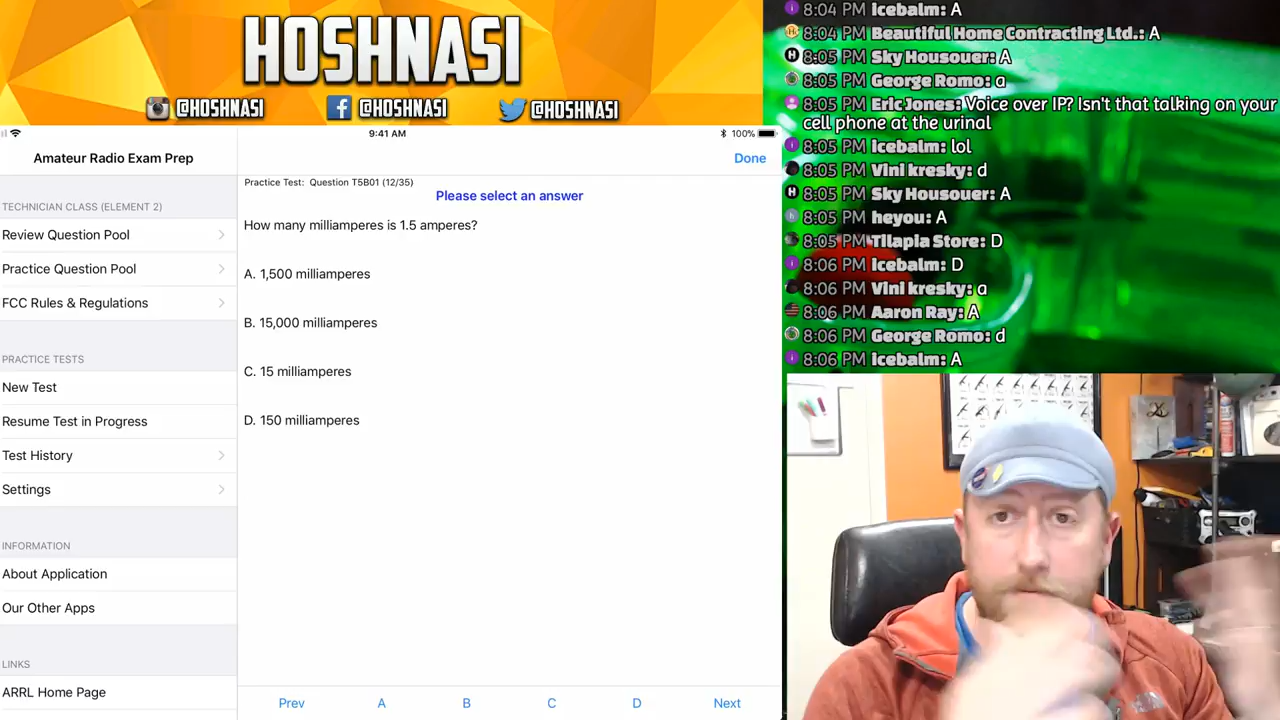 HOSHNASI
@HOSHNASI
@HOSHNASI
@HOSHNASI
9:41 AM
100%
Amateur Radio Exam Prep
Done
TECHNICIAN CLASS (ELEMENT 2)
Review Question Pool
Practice Question Pool
FCC Rules & Regulations
PRACTICE TESTS
New Test
Resume Test in Progress
Test History
Settings
INFORMATION
About Application
Our Other Apps
LINKS
ARRL Home Page
Practice Test: Question T5B01 (12/35)
Please select an answer
How many milliamperes is 1.5 amperes?
A. 1,500 milliamperes
B. 15,000 milliamperes
C. 15 milliamperes
D. 150 milliamperes
Prev A B C D Next
8:04 PM icebalm: A
8:04 PM Beautiful Home Contracting Ltd.: A
8:05 PM Sky Housouer: A
8:05 PM George Romo: a
8:05 PM Eric Jones: Voice over IP? Isn't that talking on your
cell phone at the urinal
8:05 PM icebalm: lol
8:05 PM Vini kresky: d
8:05 PM Sky Housouer: A
8:05 PM heyou: A
8:05 PM Tilapia Store: D
8:06 PM icebalm: D
8:06 PM Vini kresky: a
8:06 PM Aaron Ray: A
8:06 PM George Romo: d
8:06 PM icebalm: A